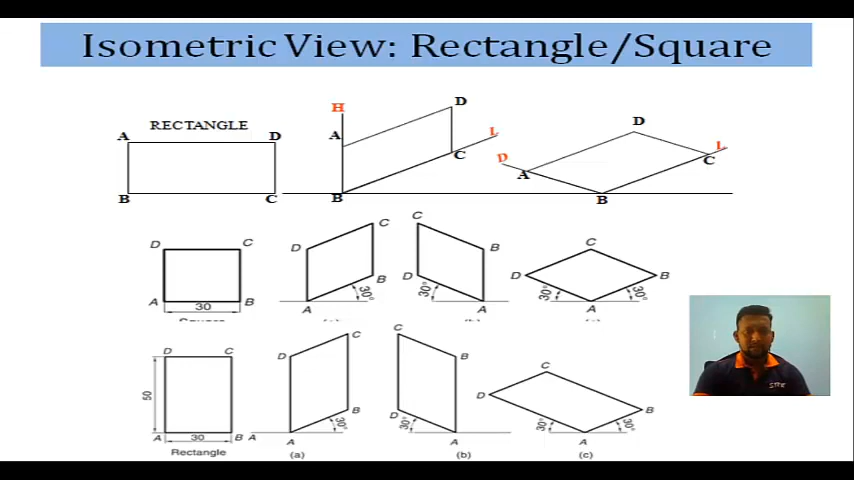 Isometric View: Rectangle/Square
RECTANGLE
A D
B C
H
A
B
C
D
L
D
A
B
C
D
L
D C
A B
30
A
B
C
D
30°
A
B
C
D
30°
A
B
C
D
30° 30°
D C
A B
50
30
Rectangle
A
A
B
C
D
30°
(a)
A
B
C
D
30°
(b)
A
B
C
D
30° 30°
(c)